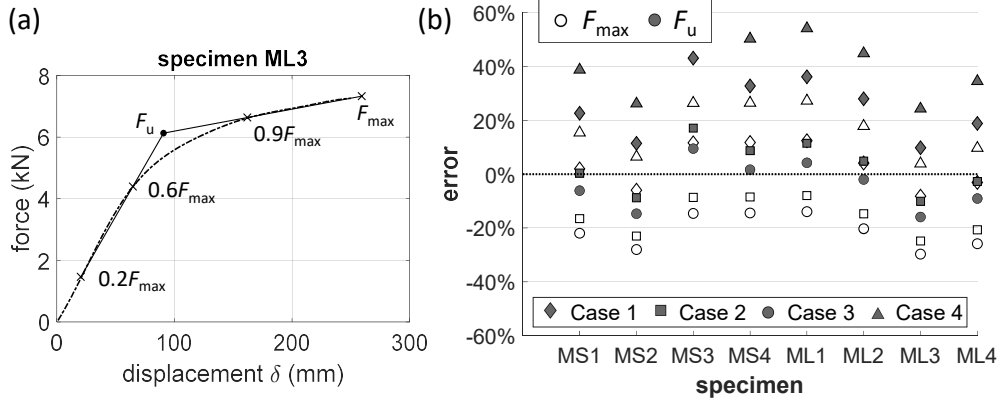 (a)
specimen ML3
force (kN)
8
6
4
2
0
F_u
F_max
0.9F_max
0.6F_max
0.2F_max
0 100 200 300
displacement δ (mm)
(b)
F_max F_u
error
60%
40%
20%
0%
-20%
-40%
-60%
Case 1 Case 2 Case 3 Case 4
MS1 MS2 MS3 MS4 ML1 ML2 ML3 ML4
specimen